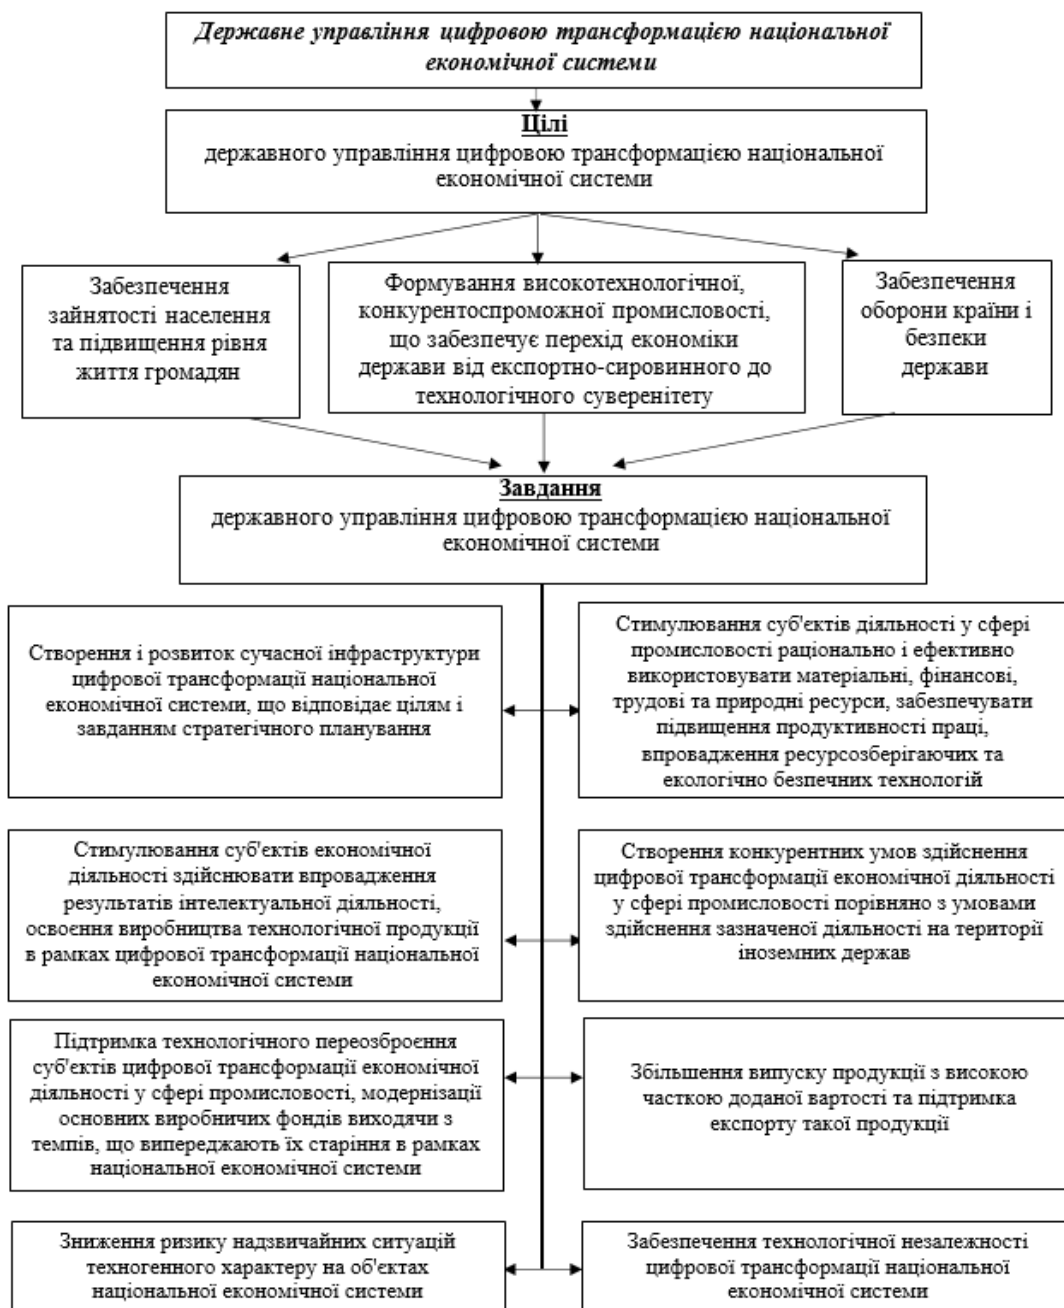 Державне управління цифровою трансформацією національної
економічної системи
Цілі
державного управління цифровою трансформацією національної
економічної системи
Забезпечення
зайнятості населення
та підвищення рівня
життя громадян
Формування високотехнологічної,
конкурентоспроможної промисловості,
що забезпечує перехід економіки
держави від експортно-сировинного до
технологічного суверенітету
Забезпечення
оборони країни і
безпеки
держави
Завдання
державного управління цифровою трансформацією національної
економічної системи
Створення і розвиток сучасної інфраструктури
цифрової трансформації національної
економічної системи, що відповідає цілям і
завданням стратегічного планування
Стимулювання суб'єктів діяльності у сфері
промисловості раціонально і ефективно
використовувати матеріальні, фінансові,
трудові та природні ресурси, забезпечувати
підвищення продуктивності праці,
впровадження ресурсозберігаючих та
екологічно безпечних технологій
Стимулювання суб'єктів економічної
діяльності здійснювати впровадження
результатів інтелектуальної діяльності,
освоєння виробництва технологічної продукції
в рамках цифрової трансформації національної
економічної системи
Створення конкурентних умов здійснення
цифрової трансформації економічної діяльності
у сфері промисловості порівняно з умовами
здійснення зазначеної діяльності на території
іноземних держав
Підтримка технологічного переозброєння
суб'єктів цифрової трансформації економічної
діяльності у сфері промисловості, модернізації
основних виробничих фондів виходячи з
темпів, що випереджають їх старіння в рамках
національної економічної системи
Збільшення випуску продукції з високою
часткою доданої вартості та підтримка
експорту такої продукції
Зниження ризику надзвичайних ситуацій
техногенного характеру на об'єктах
національної економічної системи
Забезпечення технологічної незалежності
цифрової трансформації національної
економічної системи